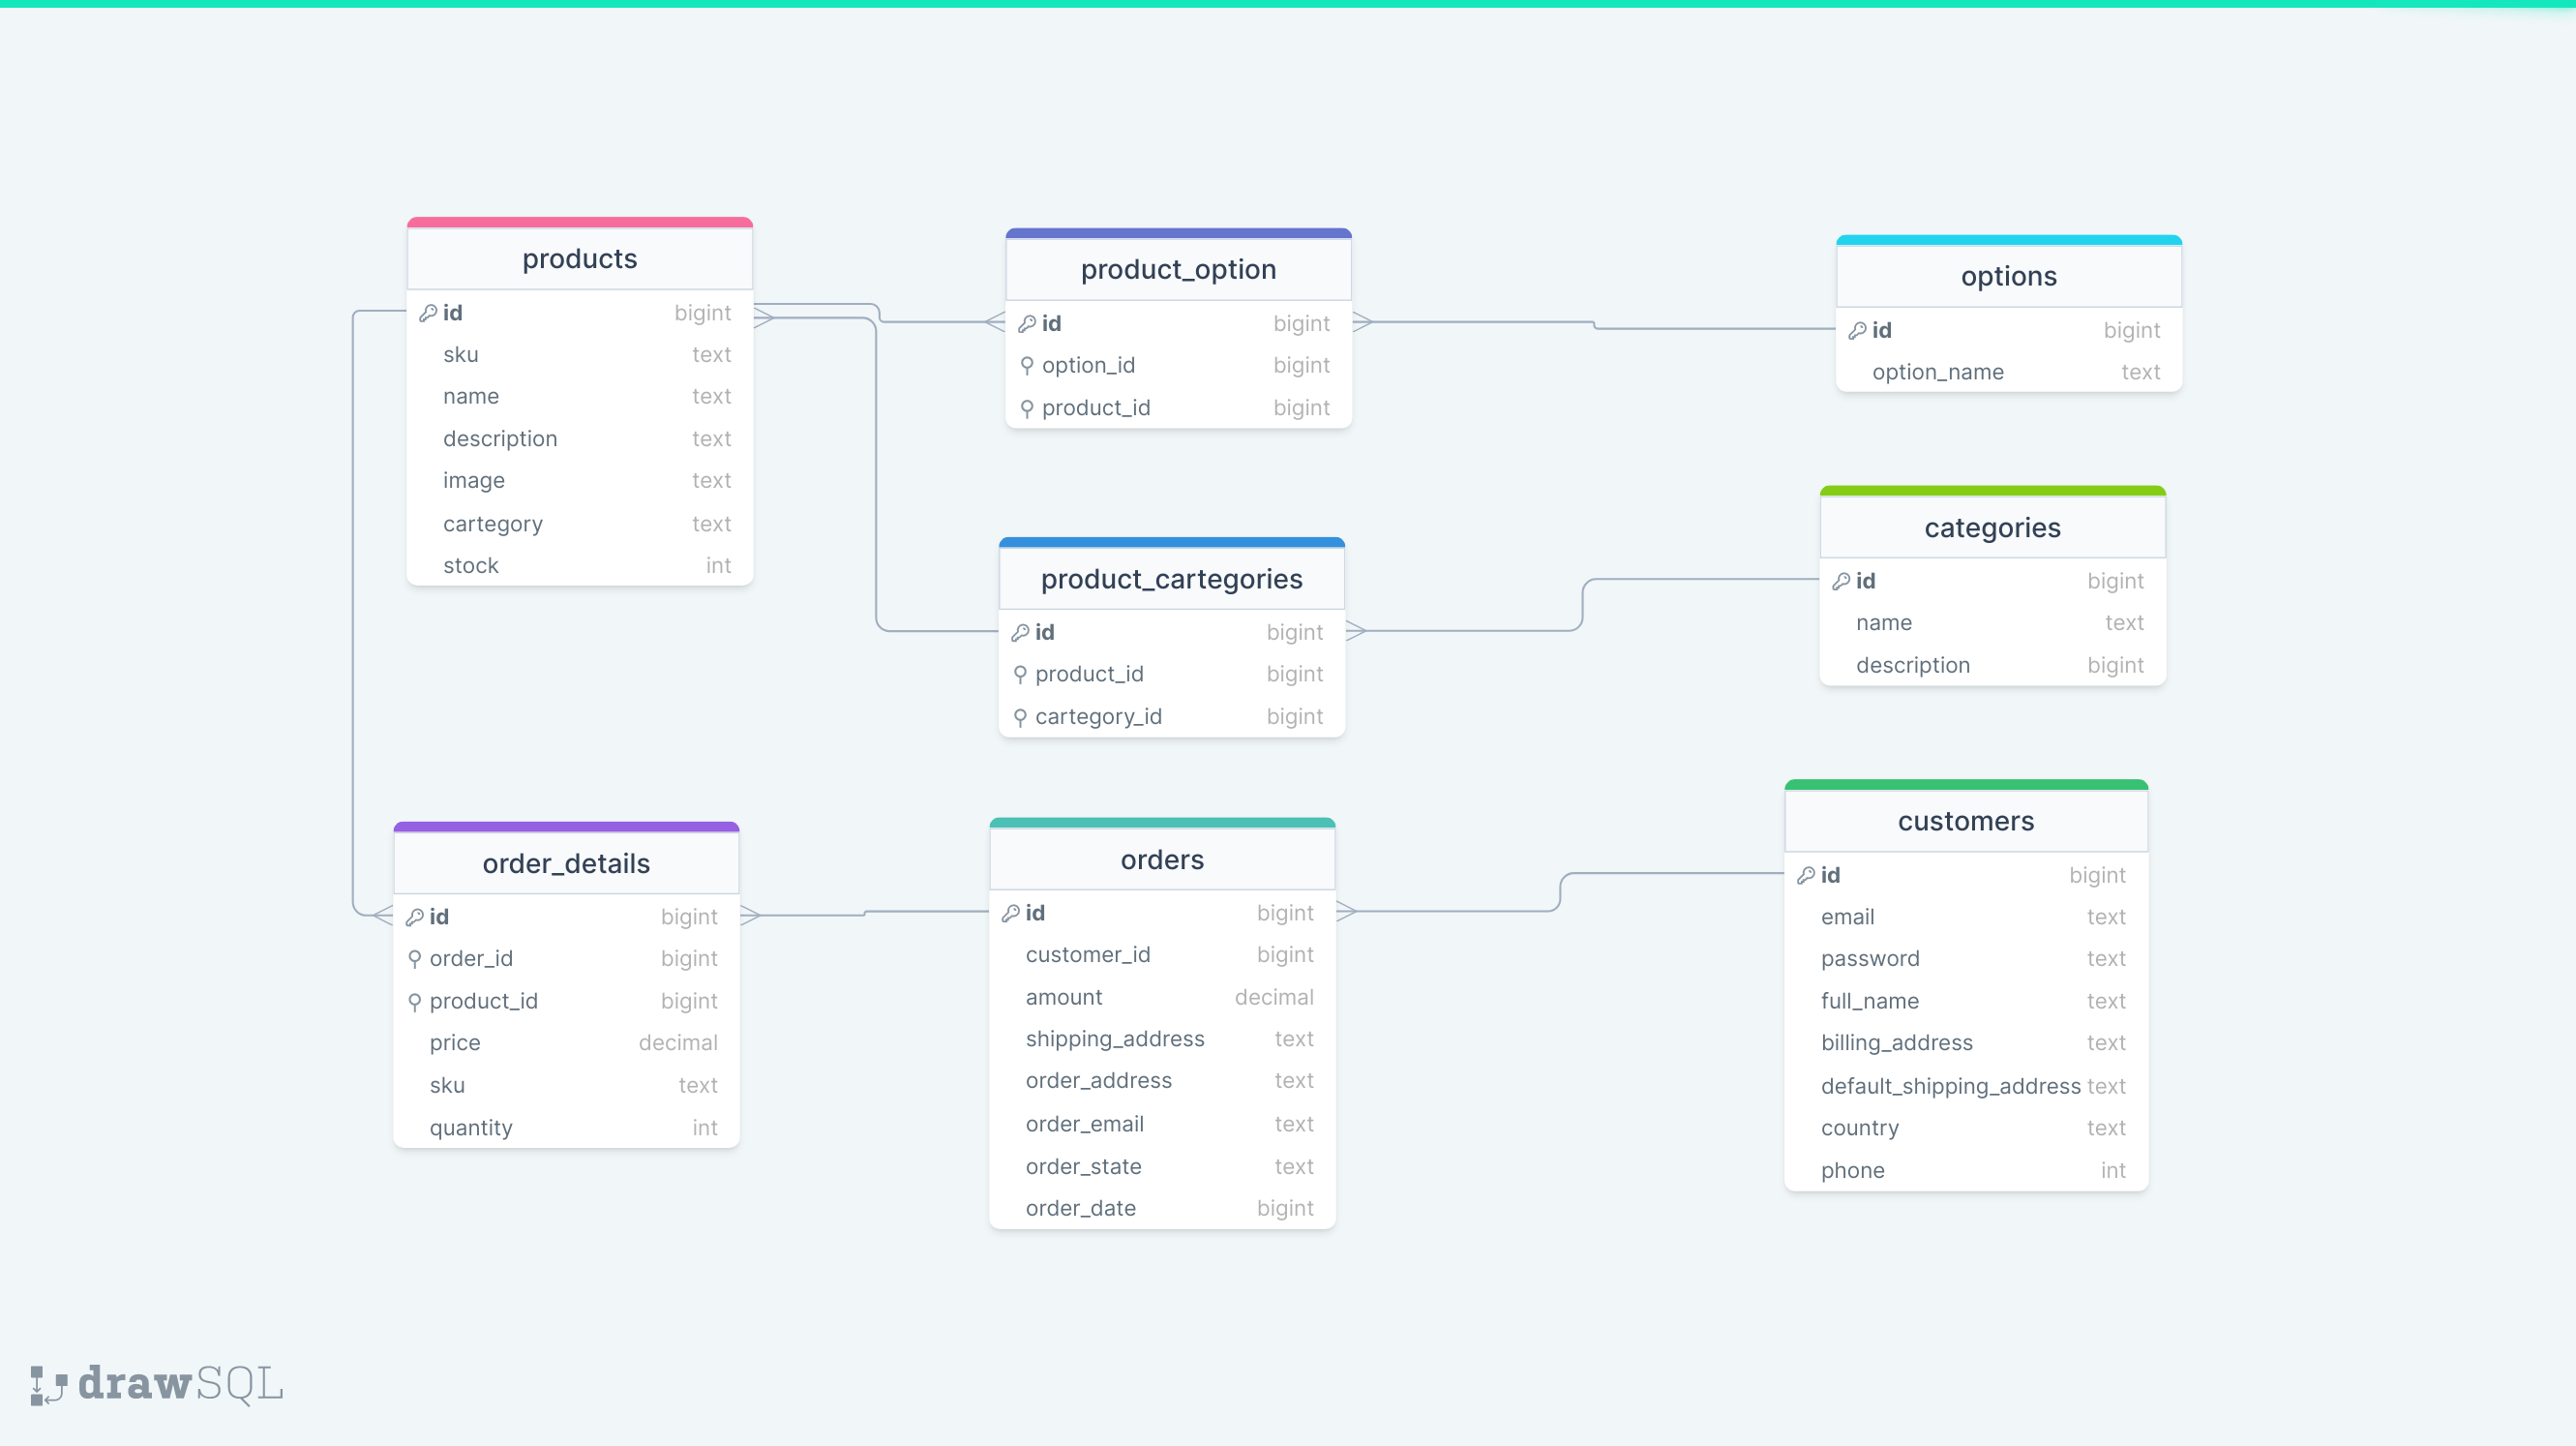 products
id bigint
sku text
name text
description text
image text
cartegory text
stock int
product_option
id bigint
option_id bigint
product_id bigint
options
id bigint
option_name text
product_cartegories
id bigint
product_id bigint
cartegory_id bigint
categories
id bigint
name text
description bigint
order_details
id bigint
order_id bigint
product_id bigint
price decimal
sku text
quantity int
orders
id bigint
customer_id bigint
amount decimal
shipping_address text
order_address text
order_email text
order_state text
order_date bigint
customers
id bigint
email text
password text
full_name text
billing_address text
default_shipping_address text
country text
phone int
drawSQL